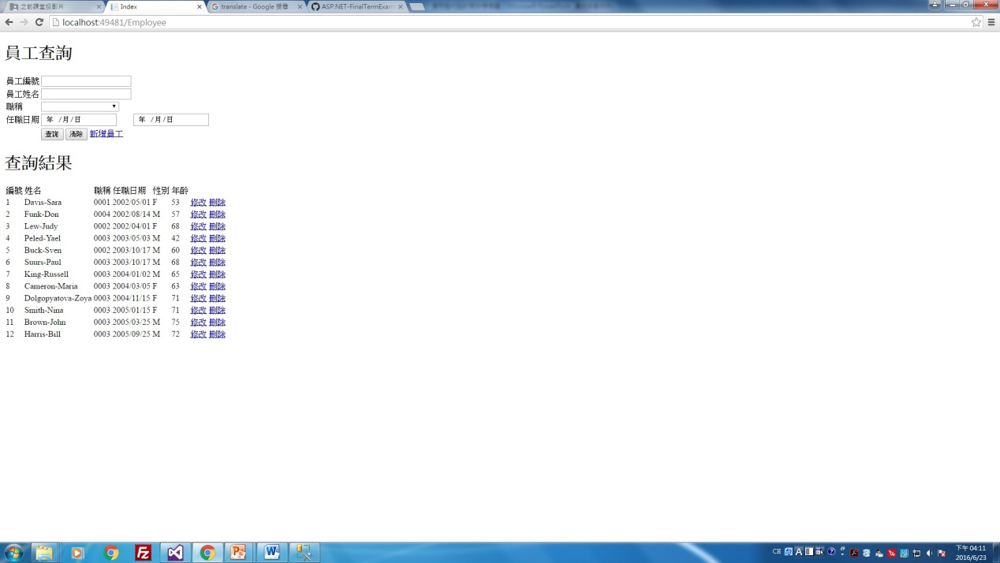 之前課堂投影片
Index
translate - Google 搜尋
ASP.NET-FinalTermExam
localhost:49481/Employee
員工查詢
員工編號
員工姓名
職稱
任職日期 年 /月/日 年 /月/日
查詢 清除 新增員工
查詢結果
編號 姓名 職稱 任職日期 性別 年齡
1 Davis-Sara 0001 2002/05/01 F 53 修改 刪除
2 Funk-Don 0004 2002/08/14 M 57 修改 刪除
3 Lew-Judy 0002 2002/04/01 F 68 修改 刪除
4 Peled-Yael 0003 2003/05/03 M 42 修改 刪除
5 Buck-Sven 0002 2003/10/17 M 60 修改 刪除
6 Suurs-Paul 0003 2003/10/17 M 68 修改 刪除
7 King-Russell 0003 2004/01/02 M 65 修改 刪除
8 Cameron-Maria 0003 2004/03/05 F 63 修改 刪除
9 Dolgopyatova-Zoya 0003 2004/11/15 F 71 修改 刪除
10 Smith-Nina 0003 2005/01/15 F 71 修改 刪除
11 Brown-John 0003 2005/03/25 M 75 修改 刪除
12 Harris-Bill 0003 2005/09/25 M 72 修改 刪除
CH
下午 04:11
2016/6/23